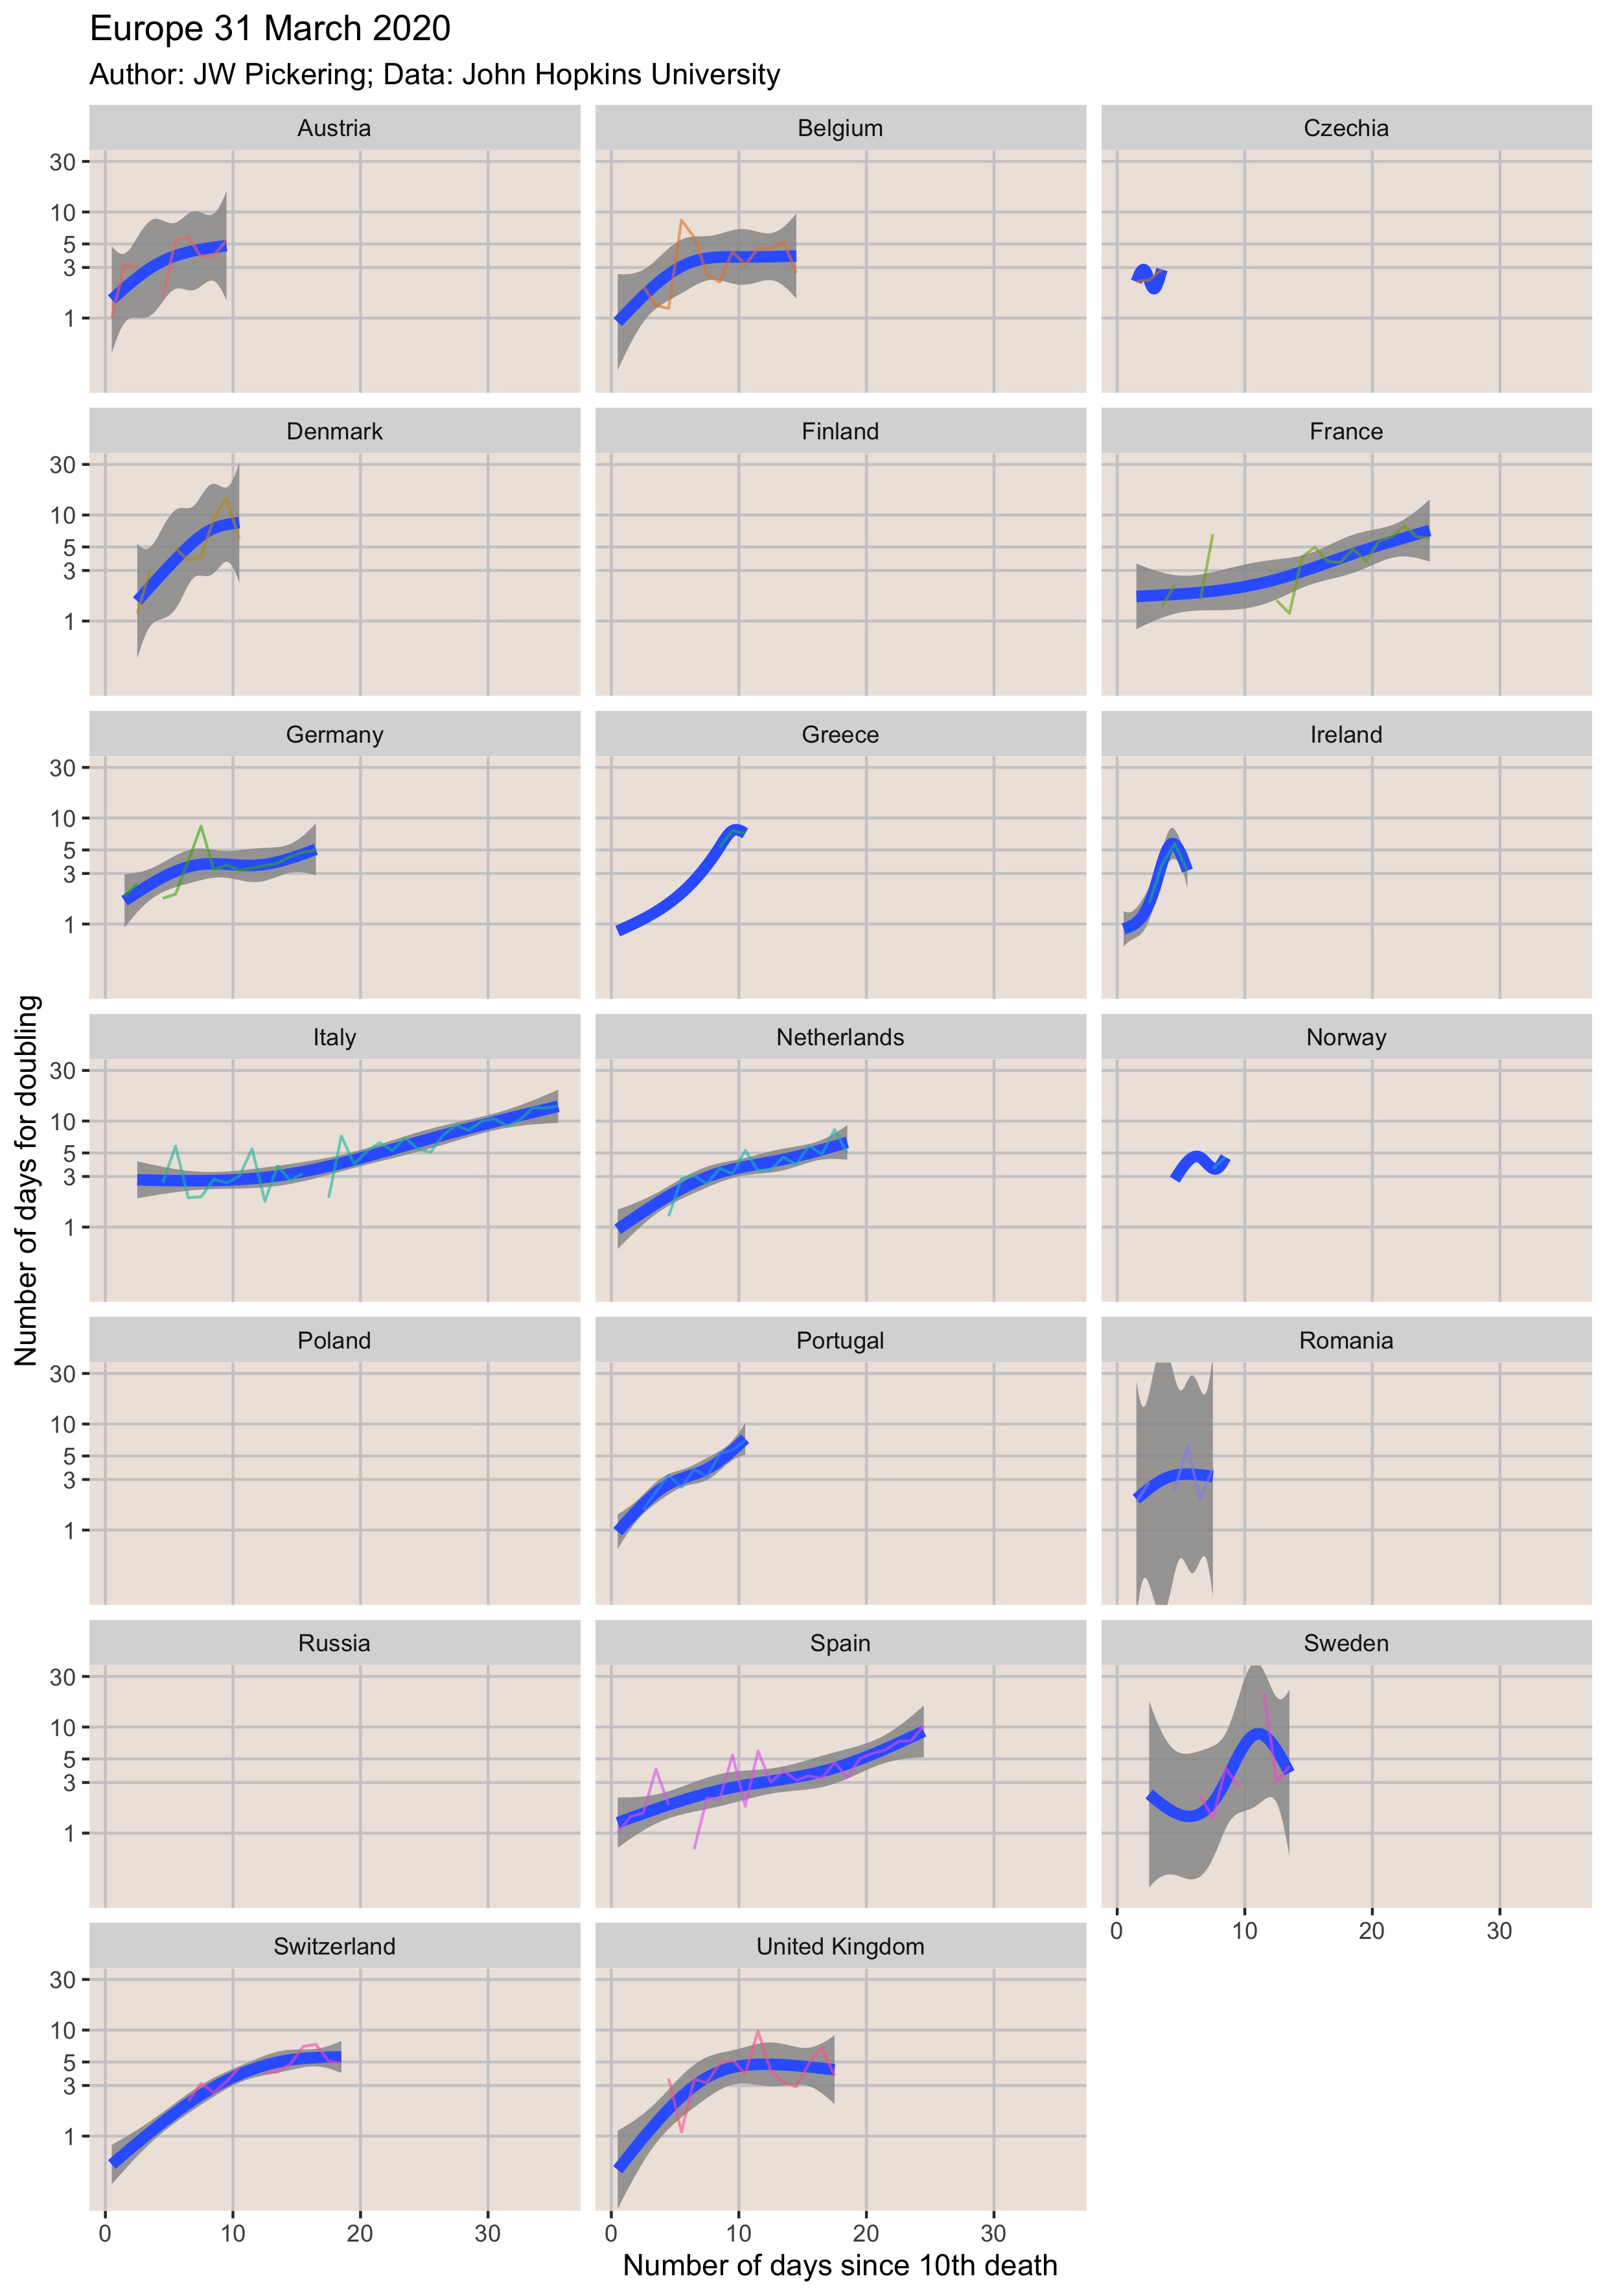 Europe 31 March 2020
Author: JW Pickering; Data: John Hopkins University
Austria Belgium Czechia
30
10
5
3
1
Denmark Finland France
30
10
5
3
1
Germany Greece Ireland
30
10
5
3
1
Italy Netherlands Norway
30
10
5
3
1
Number of days for doubling
Poland Portugal Romania
30
10
5
3
1
Russia Spain Sweden
30
10
5
3
1
0 10 20 30
Switzerland United Kingdom
30
10
5
3
1
0 10 20 30 0 10 20 30
Number of days since 10th death